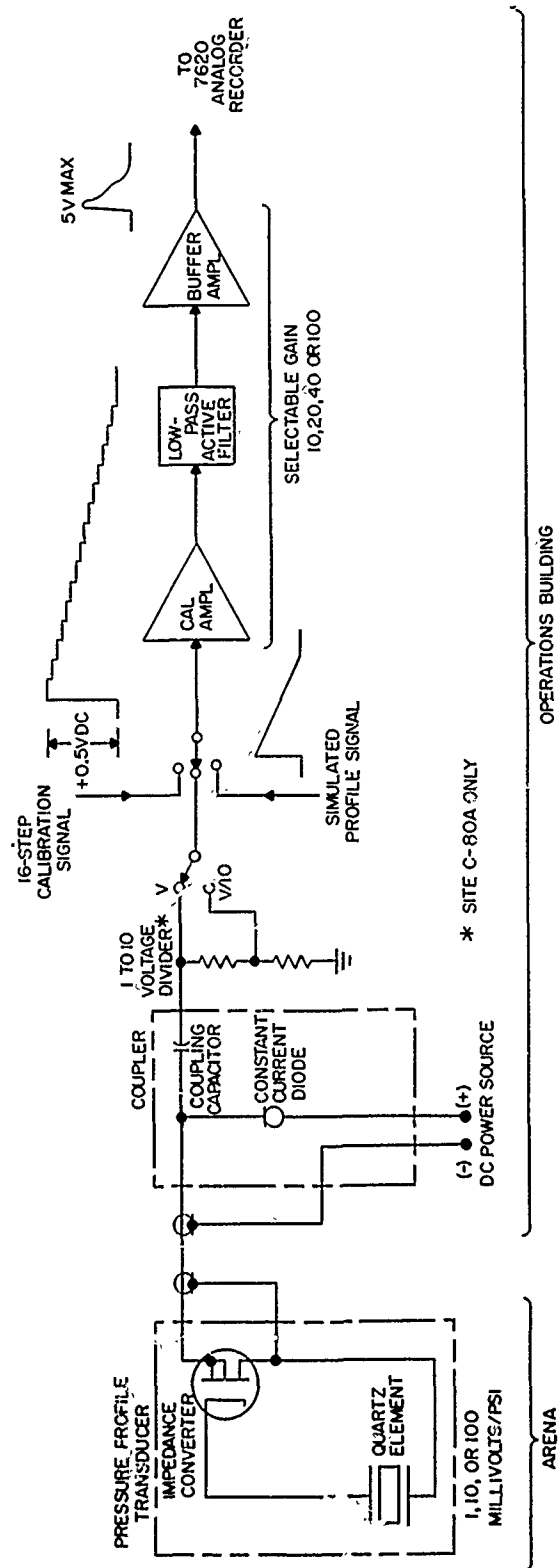 PRESSURE PROFILE
TRANSDUCER
IMPEDANCE
CONVERTER
QUARTZ
ELEMENT
1, 10, OR 100
MILLIVOLTS/PSI
ARENA
COUPLER
COUPLING
CAPACITOR
CONSTANT
CURRENT
DIODE
(-) (+)
DC POWER SOURCE
1 TO 10
VOLTAGE
DIVIDER*
V
V/10
* SITE C-80A ONLY
16-STEP
CALIBRATION
SIGNAL
+0.5VDC
SIMULATED
PROFILE SIGNAL
CAL
AMPL
LOW-
PASS
ACTIVE
FILTER
BUFFER
AMPL
SELECTABLE GAIN
10,20,40 OR 100
5V MAX
TO
7620
ANALOG
RECORDER
OPERATIONS BUILDING